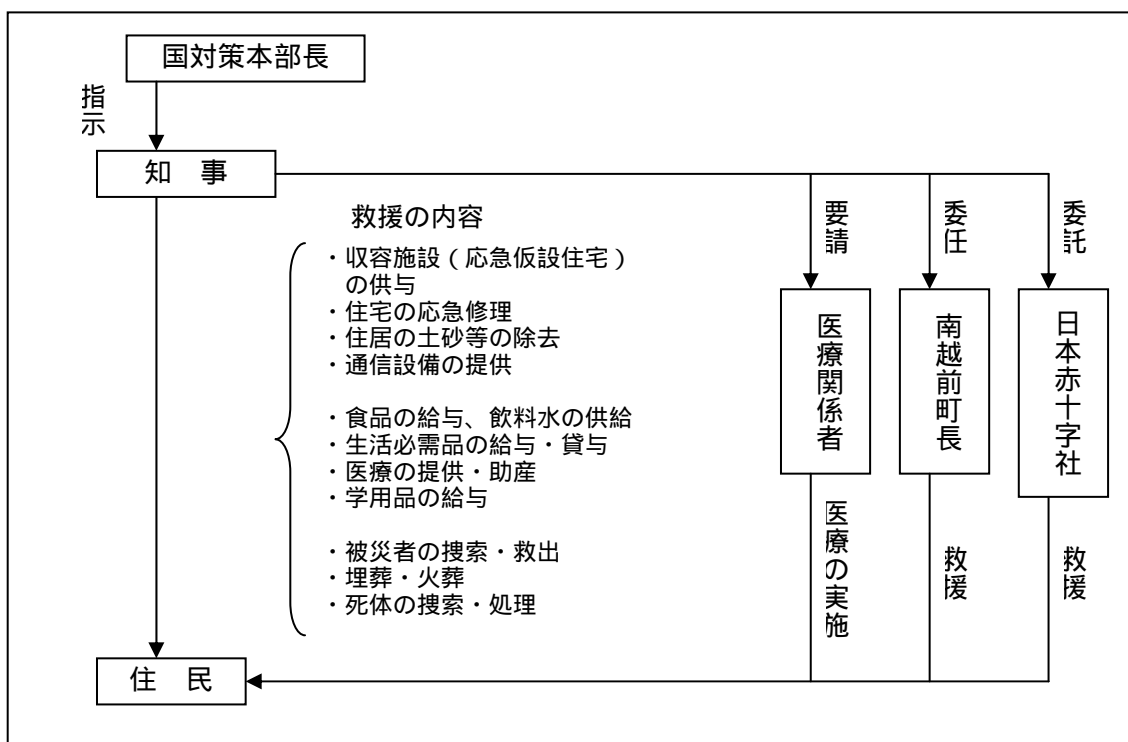 国対策本部長
指示
知　事
救援の内容
・収容施設（応急仮設住宅）
の供与
・住宅の応急修理
・住居の土砂等の除去
・通信設備の提供
・食品の給与、飲料水の供給
・生活必需品の給与・貸与
・医療の提供・助産
・学用品の給与
・被災者の捜索・救出
・埋葬・火葬
・死体の捜索・処理
要請
委任
委託
医療関係者
南越前町長
日本赤十字社
医療の実施
救援
救援
住　民